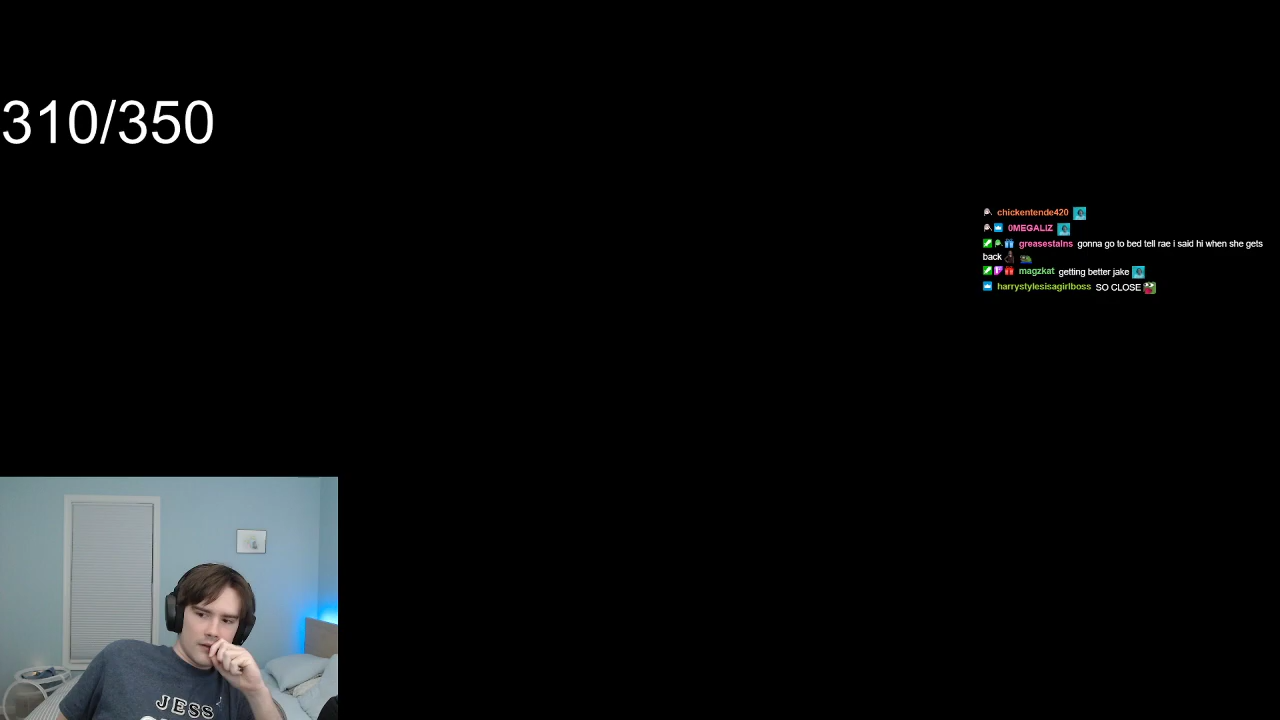 310/350
chickentende420
0MEGALIZ
greasestains gonna go to bed tell rae i said hi when she gets
back
magzkat getting better jake
harrystylesisagirlboss SO CLOSE
JESS